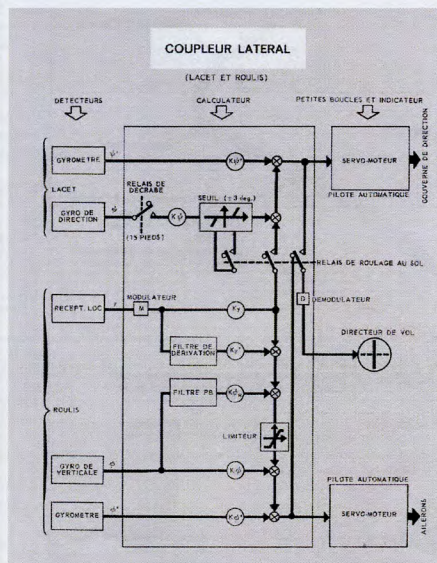 COUPLEUR LATERAL
(LACET ET ROULIS)
DETECTEURS
CALCULATEUR
PETITES BOUCLES ET INDICATEUR
GYROMETRE
SERVO-MOTEUR
PILOTE AUTOMATIQUE
GOUVERNE DE DIRECTION
LACET
RELAIS DE
DECRABE
SEUIL (± 3 deg.)
GYRO DE
DIRECTION
(15 PIEDS)
RELAIS DE ROULAGE AU SOL
RECEPT. LOC
MODULATEUR
M
D
DEMODULATEUR
DIRECTEUR DE VOL
FILTRE DE
DERIVATION
FILTRE PB
ROULIS
LIMITEUR
GYRO DE
VERTICALE
PILOTE AUTOMATIQUE
GYROMETRE
SERVO-MOTEUR
AILERONS